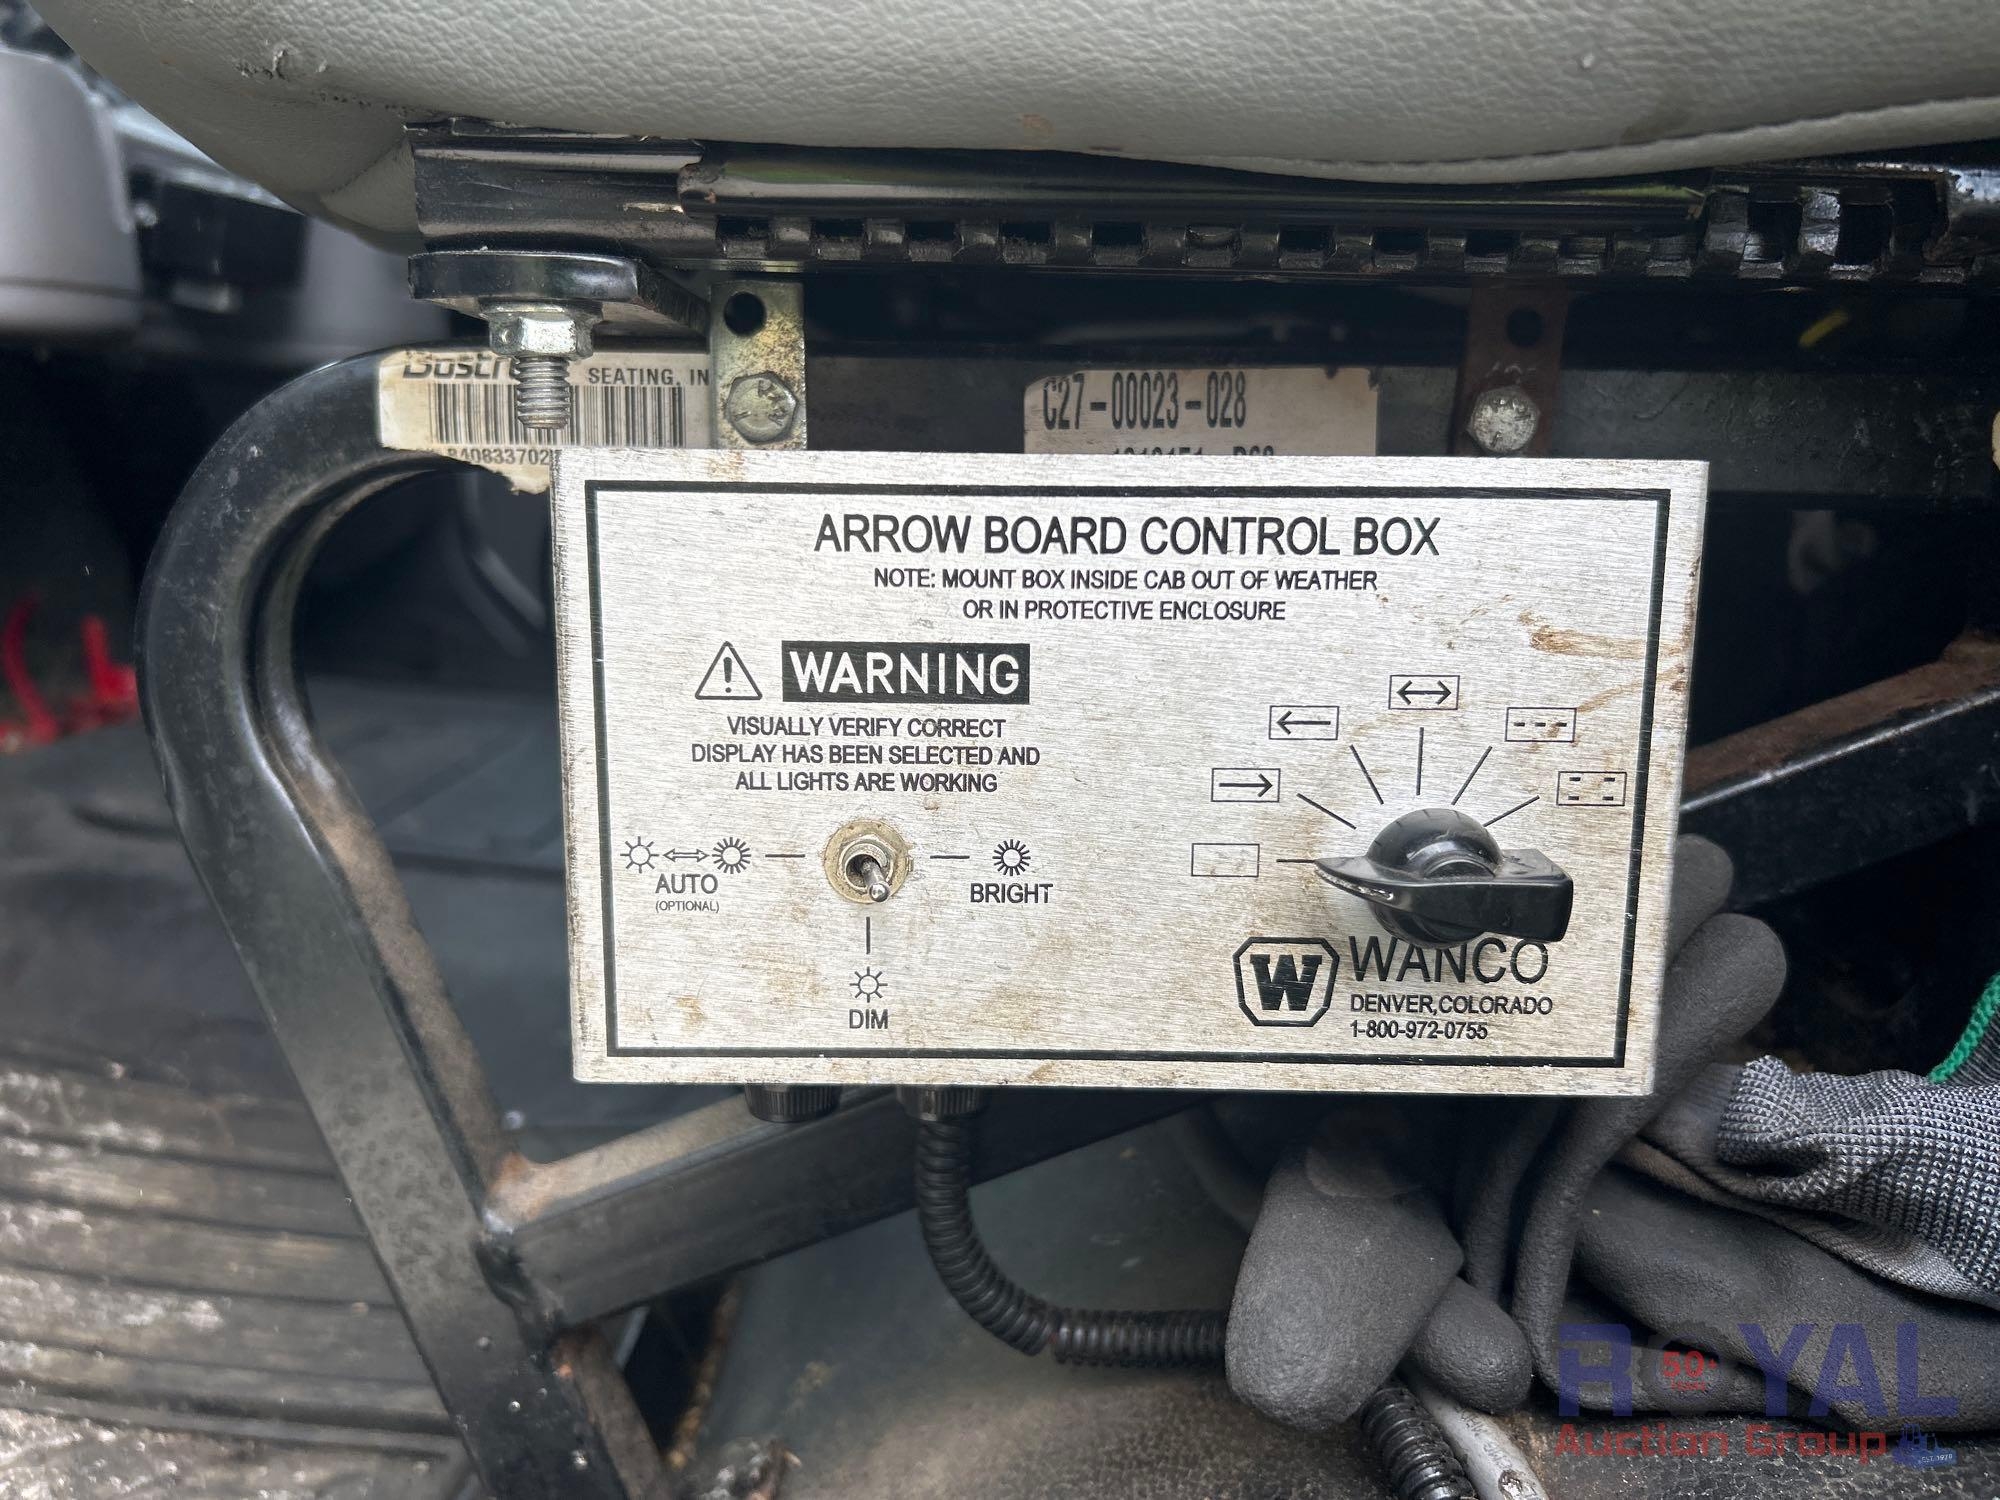 SEATING, IN
C27-00023-028
ARROW BOARD CONTROL BOX
NOTE: MOUNT BOX INSIDE CAB OUT OF WEATHER
OR IN PROTECTIVE ENCLOSURE
WARNING
VISUALLY VERIFY CORRECT
DISPLAY HAS BEEN SELECTED AND
ALL LIGHTS ARE WORKING
AUTO
(OPTIONAL)
BRIGHT
DIM
W
WANCO
DENVER, COLORADO
1-800-972-0755
ROYAL
50+
Auction Group